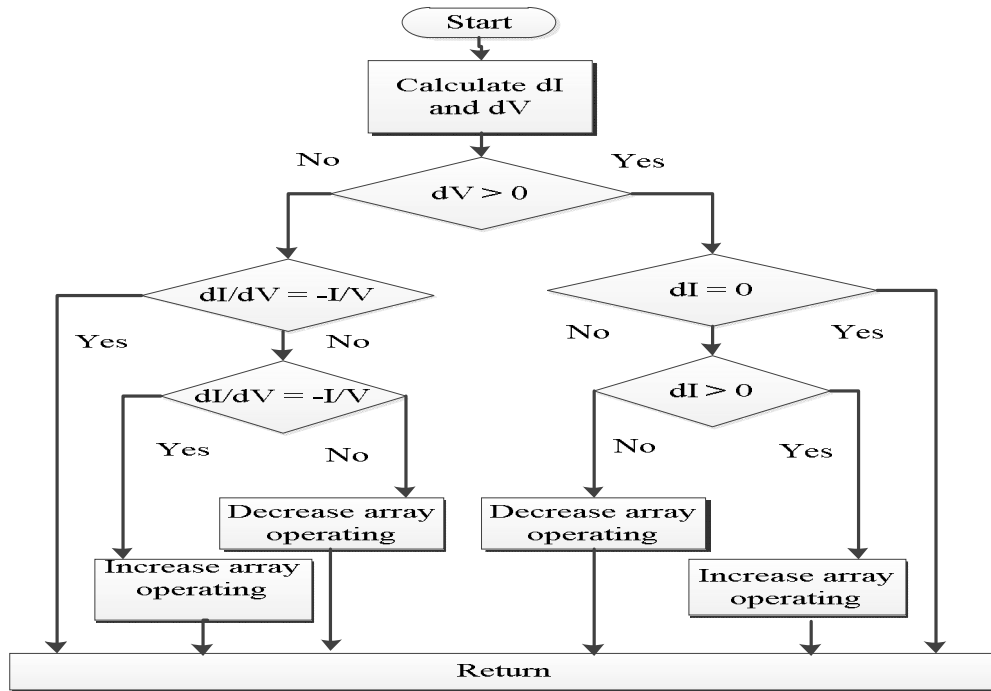 Start
Calculate dI
and dV
No
Yes
dV > 0
dI/dV = -I/V
dI = 0
Yes
No
No
Yes
dI/dV = -I/V
dI > 0
Yes
No
No
Yes
Decrease array
operating
Decrease array
operating
Increase array
operating
Increase array
operating
Return